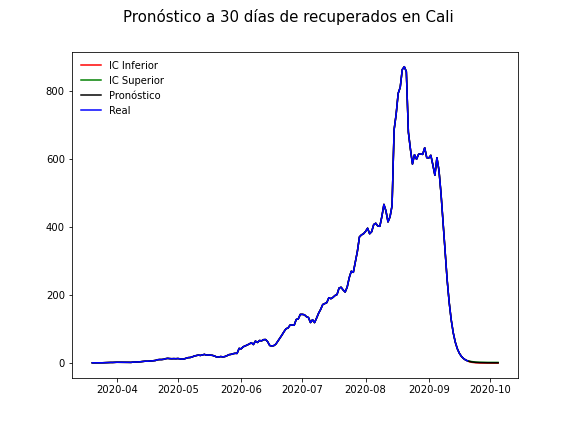 Pronóstico a 30 días de recuperados en Cali
IC Inferior
IC Superior
Pronóstico
Real
800
600
400
200
0
2020-04 2020-05 2020-06 2020-07 2020-08 2020-09 2020-10